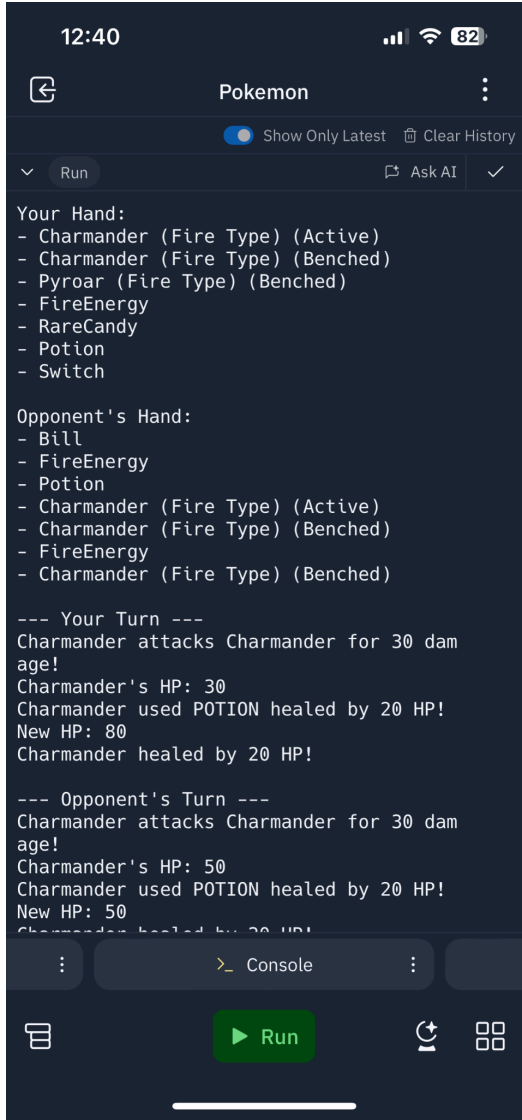 12:40
82
Pokemon
Show Only Latest
Clear History
Run
Ask AI
Your Hand:
- Charmander (Fire Type) (Active)
- Charmander (Fire Type) (Benched)
- Pyroar (Fire Type) (Benched)
- FireEnergy
- RareCandy
- Potion
- Switch
Opponent's Hand:
- Bill
- FireEnergy
- Potion
- Charmander (Fire Type) (Active)
- Charmander (Fire Type) (Benched)
- FireEnergy
- Charmander (Fire Type) (Benched)
--- Your Turn ---
Charmander attacks Charmander for 30 dam
age!
Charmander's HP: 30
Charmander used POTION healed by 20 HP!
New HP: 80
Charmander healed by 20 HP!
--- Opponent's Turn ---
Charmander attacks Charmander for 30 dam
age!
Charmander's HP: 50
Charmander used POTION healed by 20 HP!
New HP: 50
Charmander healed by 20 HP!
>_ Console
Run